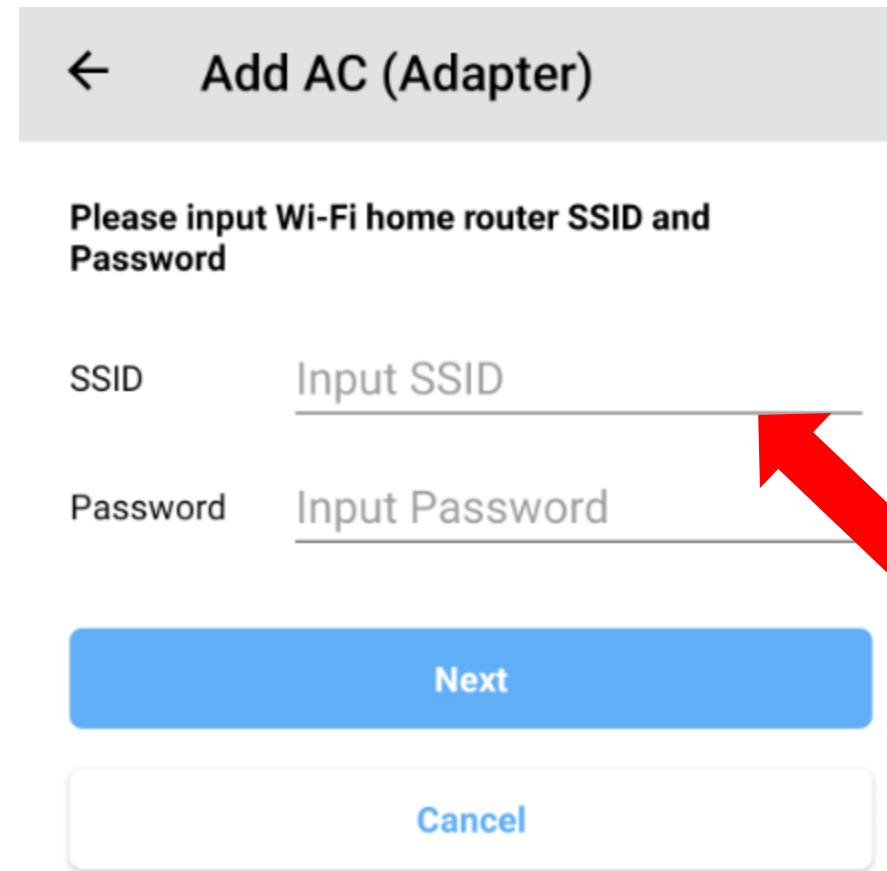 Add AC (Adapter)
Please input Wi-Fi home router SSID and
Password
SSID Input SSID
Password Input Password
Next
Cancel